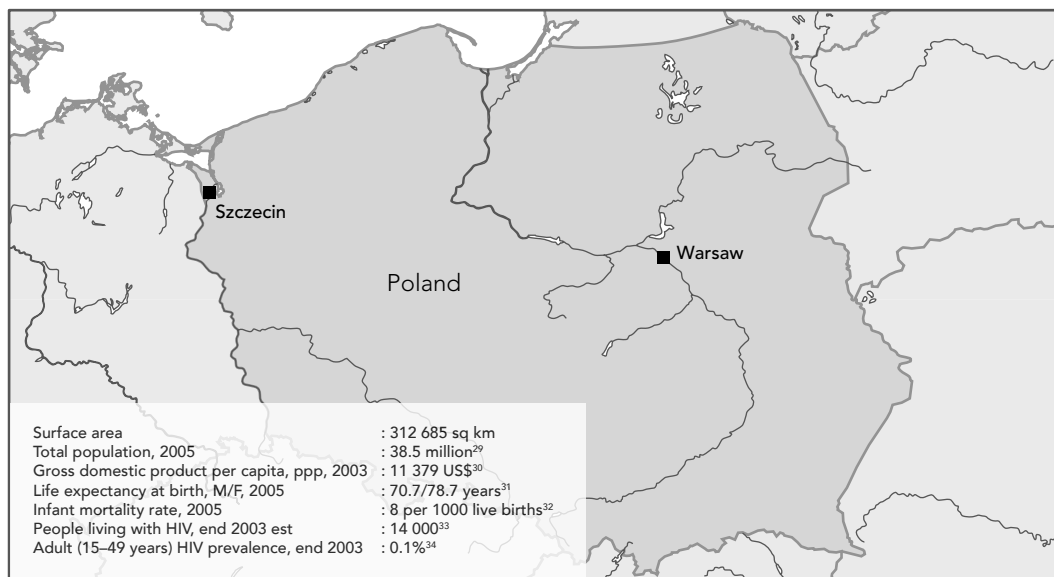 Szczecin
Warsaw
Poland
Surface area : 312 685 sq km
Total population, 2005 : 38.5 million²⁹
Gross domestic product per capita, ppp, 2003 : 11 379 US$³⁰
Life expectancy at birth, M/F, 2005 : 70.7/78.7 years³¹
Infant mortality rate, 2005 : 8 per 1000 live births³²
People living with HIV, end 2003 est : 14 000³³
Adult (15–49 years) HIV prevalence, end 2003 : 0.1%³⁴